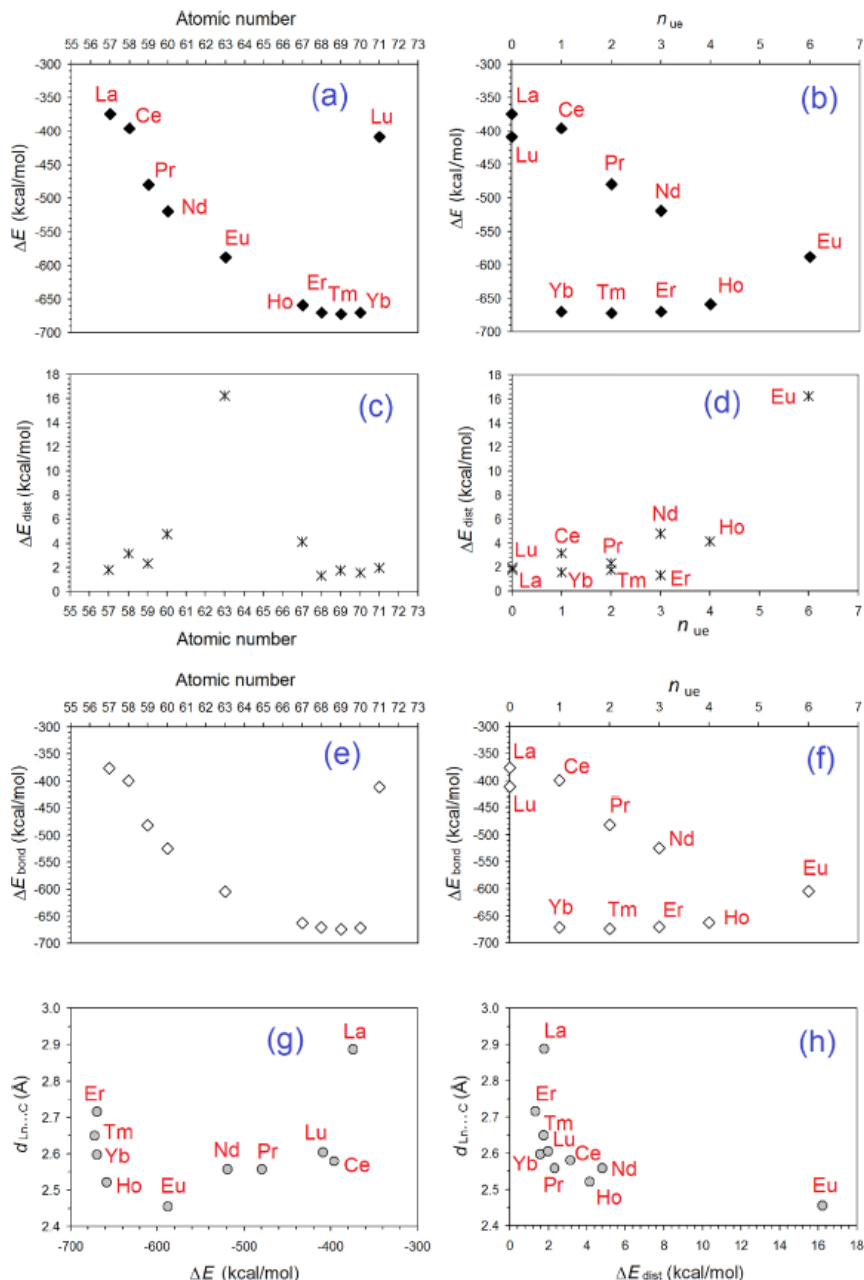 Atomic number
55 56 57 58 59 60 61 62 63 64 65 66 67 68 69 70 71 72 73
-300
-350
-400
-450
-500
-550
-600
-650
-700
ΔE (kcal/mol)
(a)
La
Ce
Lu
Pr
Nd
Eu
Er
Ho
Tm
Yb
n ue
0 1 2 3 4 5 6 7
-300
-350
-400
-450
-500
-550
-600
-650
-700
ΔE (kcal/mol)
(b)
La
Ce
Lu
Pr
Nd
Eu
Yb
Tm
Er
Ho
18
16
14
12
10
8
6
4
2
0
ΔE dist (kcal/mol)
(c)
55 56 57 58 59 60 61 62 63 64 65 66 67 68 69 70 71 72 73
Atomic number
18
16
14
12
10
8
6
4
2
0
ΔE dist (kcal/mol)
(d)
Eu
Nd
Ce
Pr
Ho
Lu
La
Yb
Tm
Er
0 1 2 3 4 5 6 7
n ue
Atomic number
55 56 57 58 59 60 61 62 63 64 65 66 67 68 69 70 71 72 73
-300
-350
-400
-450
-500
-550
-600
-650
-700
ΔE bond (kcal/mol)
(e)
n ue
0 1 2 3 4 5 6 7
-300
-350
-400
-450
-500
-550
-600
-650
-700
ΔE bond (kcal/mol)
(f)
La
Ce
Lu
Pr
Nd
Eu
Yb
Tm
Er
Ho
3.0
2.9
2.8
2.7
2.6
2.5
2.4
d Ln…C (Å)
(g)
La
Er
Tm
Yb
Ho
Eu
Nd
Pr
Lu
Ce
-700 -600 -500 -400 -300
ΔE (kcal/mol)
3.0
2.9
2.8
2.7
2.6
2.5
2.4
d Ln…C (Å)
(h)
La
Er
Tm
Lu
Yb
Ce
Nd
Pr
Ho
Eu
0 2 4 6 8 10 12 14 16 18
ΔE dist (kcal/mol)